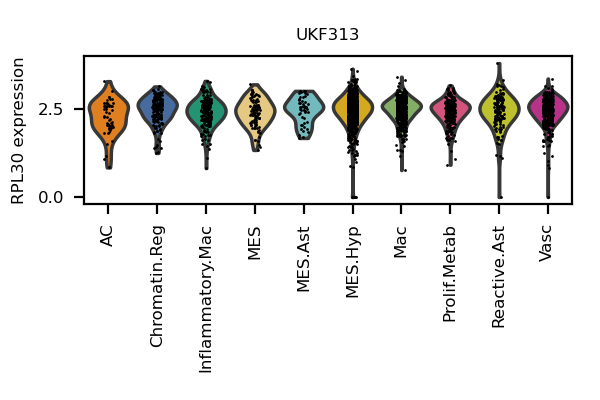 UKF313
RPL30 expression
2.5
0.0
AC
Chromatin.Reg
Inflammatory.Mac
MES
MES.Ast
MES.Hyp
Mac
Prolif.Metab
Reactive.Ast
Vasc